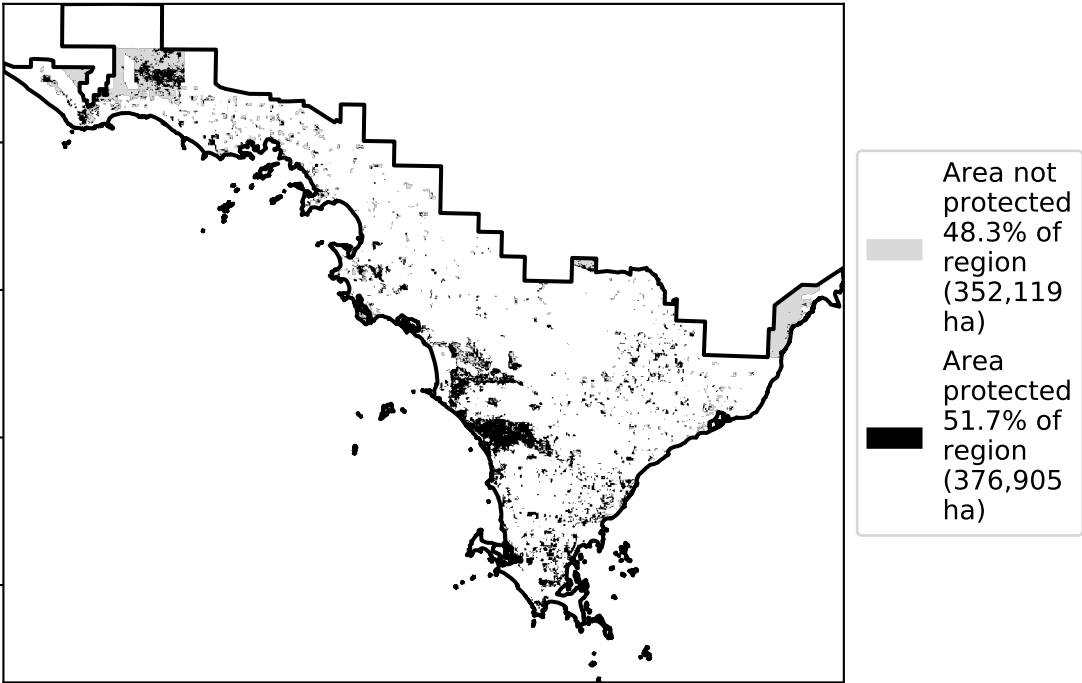 Area not
protected
48.3% of
region
(352,119
ha)
Area
protected
51.7% of
region
(376,905
ha)